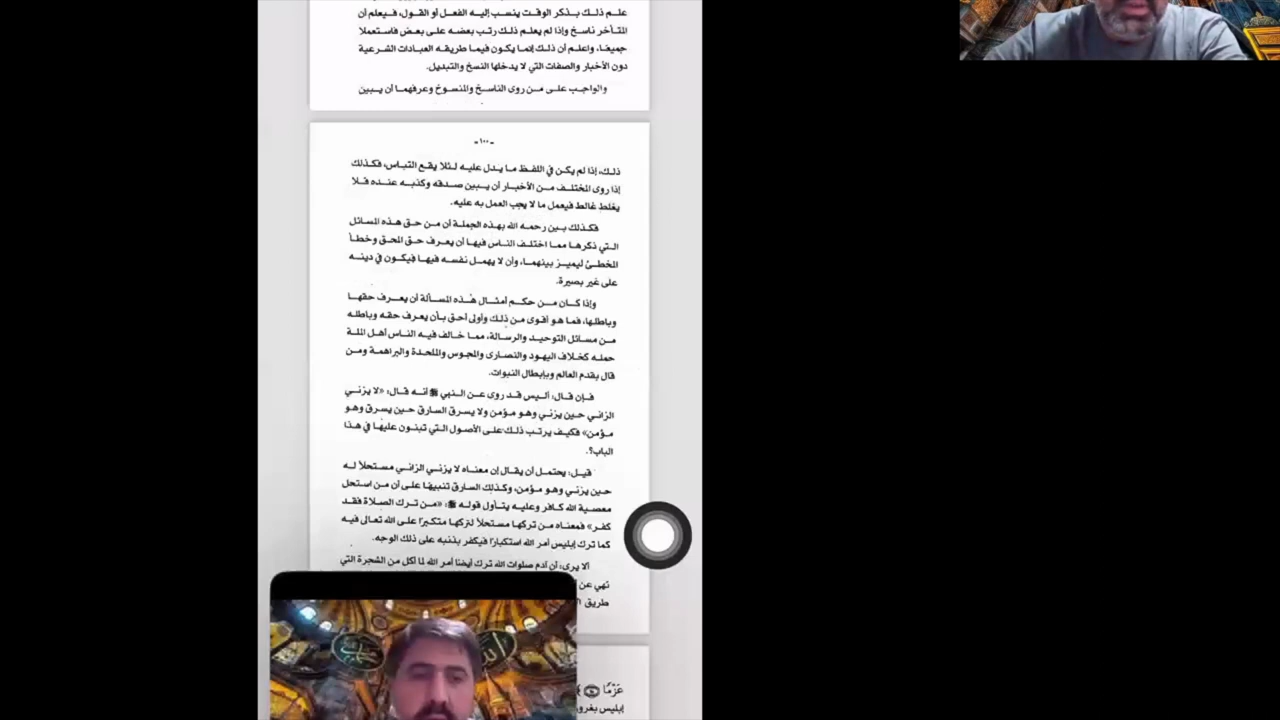 علم ذلك بذكر الوقت ينسب إليه الفعل أو القول، فيعلم أن
المتأخر ناسخ وإذا لم يعلم ذلك رتب بعضه على بعض فاستعملا
جميعًا، واعلم أن ذلك إنما يكون فيما طريقه العبادات الشرعية
دون الأخبار والصفات التي لا يدخلها النسخ والتبديل.
والواجب على من روى الناسخ والمنسوخ وعرفهما أن يبين
-١٠٠-
ذلك، إذا لم يكن في اللفظ ما يدل عليه لئلا يقع التباس، فكذلك
إذا روى المختلف من الأخبار أن يبين صدقه وكذبه عنده فلا
يغلط غالط فيعمل ما لا يجب العمل به عليه.
فكذلك بين رحمه الله بهذه الجملة أن من حق هذه المسائل
التي ذكرها مما اختلف الناس فيها أن يعرف حق المحق وخطأ
المخطئ ليميز بينهما، وأن لا يهمل نفسه فيها فيكون في دينه
على غير بصيرة.
وإذا كان من حكم أمثال هذه المسألة أن يعرف حقها
وباطلها، فما هو أقوى من ذلك وأولى أحق بأن يعرف حقه وباطله
من مسائل التوحيد والرسالة، مما خالف فيه الناس أهل الملة
حمله كخلاف اليهود والنصارى والمجوس والملحدة والبراهمة ومن
قال بقدم العالم وبإبطال النبوات.
فإن قال: أليس قد روى عن النبي ﷺ أنه قال: «لا يزني
الزاني حين يزني وهو مؤمن ولا يسرق السارق حين يسرق وهو
مؤمن» فكيف يرتب ذلك على الأصول التي تبنون عليها في هذا
الباب؟.
قيل: يحتمل أن يقال إن معناه لا يزني الزاني مستحلاً له
حين يزني وهو مؤمن، وكذلك السارق تنبيها على أن من استحل
معصية الله كافر وعليه يتأول قوله ﷺ: «من ترك الصلاة فقد
كفر» فمعناه من تركها مستحلاً لتركها متكبرًا على الله تعالى فيه
كما ترك إبليس أمر الله استكبارًا فيكفر بذنبه على ذلك الوجه.
ألا يرى: أن آدم صلوات الله ترك أيضًا أمر الله لما أكل من الشجرة التي
نهي عن
طريق
عَزْمًا
إبليس بغرو